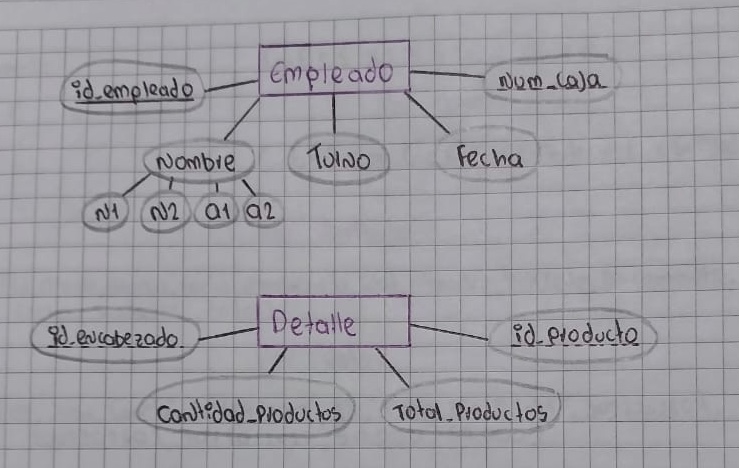 Empleado
id_empleado
Num_Caja
Nombre
Turno
Fecha
N1 N2 a1 a2
Detalle
id_encabezado
id_producto
Cantidad_productos
Total_Productos